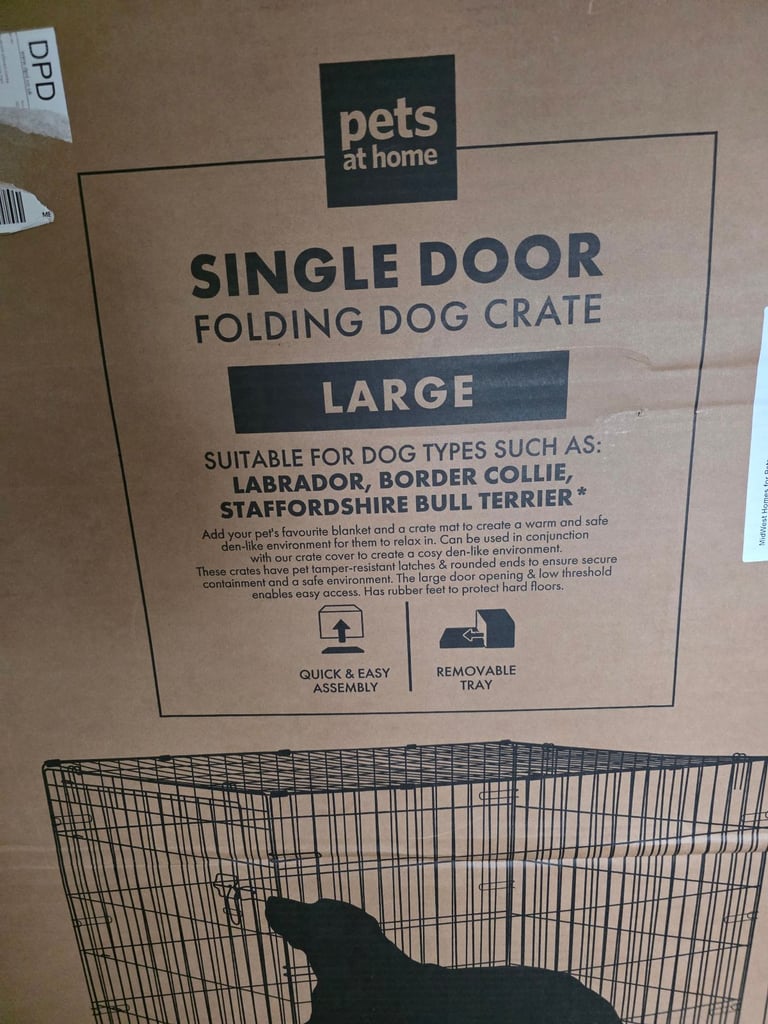 DPD
pets
at home
SINGLE DOOR
FOLDING DOG CRATE
LARGE
SUITABLE FOR DOG TYPES SUCH AS:
LABRADOR, BORDER COLLIE,
STAFFORDSHIRE BULL TERRIER*
Add your pet's favourite blanket and a crate mat to create a warm and safe
den-like environment for them to relax in. Can be used in conjunction
with our crate cover to create a cosy den-like environment.
These crates have pet tamper-resistant latches & rounded ends to ensure secure
containment and a safe environment. The large door opening & low threshold
enables easy access. Has rubber feet to protect hard floors.
QUICK & EASY
ASSEMBLY
REMOVABLE
TRAY
MidWest Homes for